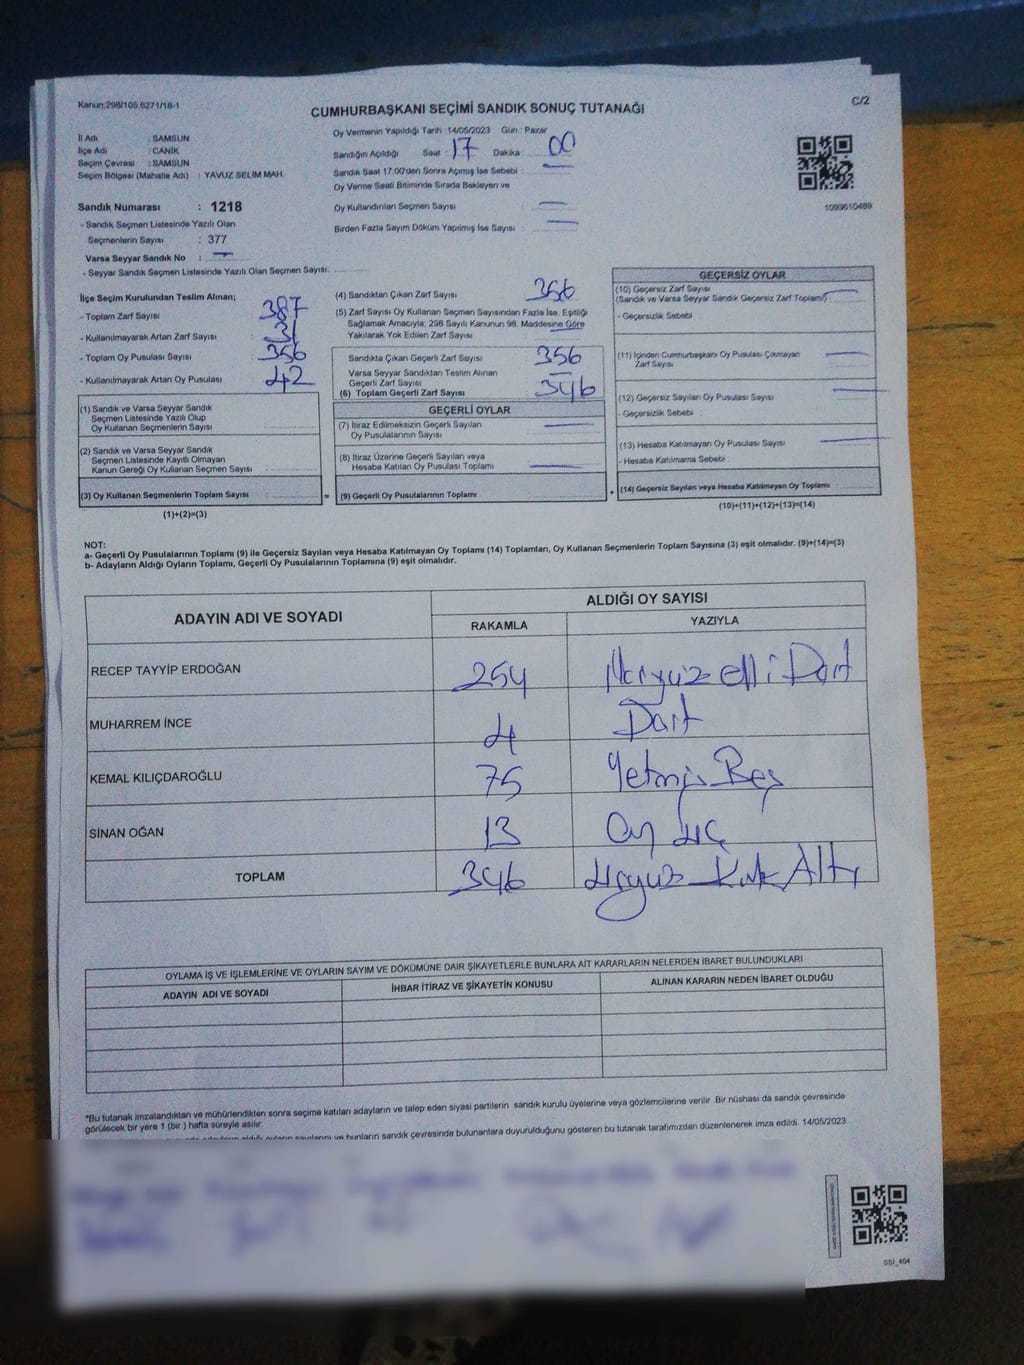 Kanun;298/105,6271/18-1
CUMHURBAŞKANI SEÇİMİ SANDIK SONUÇ TUTANAĞI
C/2
İl Adı : SAMSUN
İlçe Adı : CANİK
Seçim Çevresi : SAMSUN
Seçim Bölgesi (Mahalle Adı) : YAVUZ SELİM MAH.
Oy Vermenin Yapıldığı Tarih 14/05/2023 Gün : Pazar
Sandığın Açıldığı Saat : 17 Dakika : 00
Sandık Saat 17.00'den Sonra Açımış İse Sebebi : —
Oy Verme Saati Bitiminde Sırada Bekleyen ve
Oy Kullandırılan Seçmen Sayısı —
Birden Fazla Sayım Döküm Yapılmış İse Sayısı : —
1093610489
Sandık Numarası : 1218
- Sandık Seçmen Listesinde Yazılı Olan
Seçmenlerin Sayısı : 377
Varsa Seyyar Sandık No : —
- Seyyar Sandık Seçmen Listesinde Yazılı Olan Seçmen Sayısı:
İlçe Seçim Kurulundan Teslim Alınan;
- Toplam Zarf Sayısı : 387
- Kullanılmayarak Artan Zarf Sayısı : 31
- Toplam Oy Pusulası Sayısı : 356
- Kullanılmayarak Artan Oy Pusulası : 42
(1) Sandık ve Varsa Seyyar Sandık
Seçmen Listesinde Yazılı Olup
Oy Kullanan Seçmenlerin Sayısı :
(2) Sandık ve Varsa Seyyar Sandık
Seçmen Listesinde Kayıtlı Olmayan
Kanun Gereği Oy Kullanan Seçmen Sayısı :
(3) Oy Kullanan Seçmenlerin Toplam Sayısı :
(1)+(2)=(3)
=
(4) Sandıktan Çıkan Zarf Sayısı 356
(5) Zarf Sayısı Oy Kullanan Seçmen Sayısından Fazla İse, Eşitliği
Sağlamak Amacıyla; 298 Sayılı Kanunun 98. Maddesine Göre
Yakılarak Yok Edilen Zarf Sayısı :
Sandıkta Çıkan Geçerli Zarf Sayısı 356
Varsa Seyyar Sandıktan Teslim Alınan
Geçerli Zarf Sayısı —
(6) Toplam Geçerli Zarf Sayısı 346
GEÇERLİ OYLAR
(7) İtiraz Edilmeksizin Geçerli Sayılan
Oy Pusulalarının Sayısı —
(8) İtiraz Üzerine Geçerli Sayılan veya
Hesaba Katılan Oy Pusulası Toplamı —
(9) Geçerli Oy Pusulalarının Toplamı
+
GEÇERSİZ OYLAR
(10) Geçersiz Zarf Sayısı
(Sandık ve Varsa Seyyar Sandık Geçersiz Zarf Toplamı) —
- Geçersizlik Sebebi :
(11) İçinden Cumhurbaşkanı Oy Pusulası Çıkmayan
Zarf Sayısı —
(12) Geçersiz Sayılan Oy Pusulası Sayısı —
- Geçersizlik Sebebi
(13) Hesaba Katılmayan Oy Pusulası Sayısı —
- Hesaba Katılmama Sebebi
(14) Geçersiz Sayılan veya Hesaba Katılmayan Oy Toplamı :
(10)+(11)+(12)+(13)=(14)
NOT:
a- Geçerli Oy Pusulalarının Toplamı (9) ile Geçersiz Sayılan veya Hesaba Katılmayan Oy Toplamı (14) Toplamları, Oy Kullanan Seçmenlerin Toplam Sayısına (3) eşit olmalıdır. (9)+(14)=(3)
b- Adayların Aldığı Oyların Toplamı, Geçerli Oy Pusulalarının Toplamına (9) eşit olmalıdır.
ADAYIN ADI VE SOYADI ALDIĞI OY SAYISI
RAKAMLA YAZIYLA
RECEP TAYYİP ERDOĞAN 254 elli Dört
MUHARREM İNCE 4 Dört
KEMAL KILIÇDAROĞLU 75 Yetmiş Beş
SİNAN OĞAN 13 On üç
TOPLAM 346 üçyüz Kırk Altı
OYLAMA İŞ VE İŞLEMLERİNE VE OYLARIN SAYIM VE DÖKÜMÜNE DAİR ŞİKAYETLERLE BUNLARA AİT KARARLARIN NELERDEN İBARET BULUNDUKLARI
ADAYIN ADI VE SOYADI İHBAR İTİRAZ VE ŞİKAYETİN KONUSU ALINAN KARARIN NEDEN İBARET OLDUĞU
*Bu tutanak imzalandıktan ve mühürlendikten sonra seçime katılan adayların ve talep eden siyasi partilerin sandık kurulu üyelerine veya gözlemcilerine verilir. Bir nüshası da sandık çevresinde
görülecek bir yere 1 (bir ) hafta süreyle asılır.
bunların sandık çevresinde bulunanlara duyurulduğunu gösteren bu tutanak tarafımızdan düzenlenerek imza edildi. 14/05/2023
SSI_404